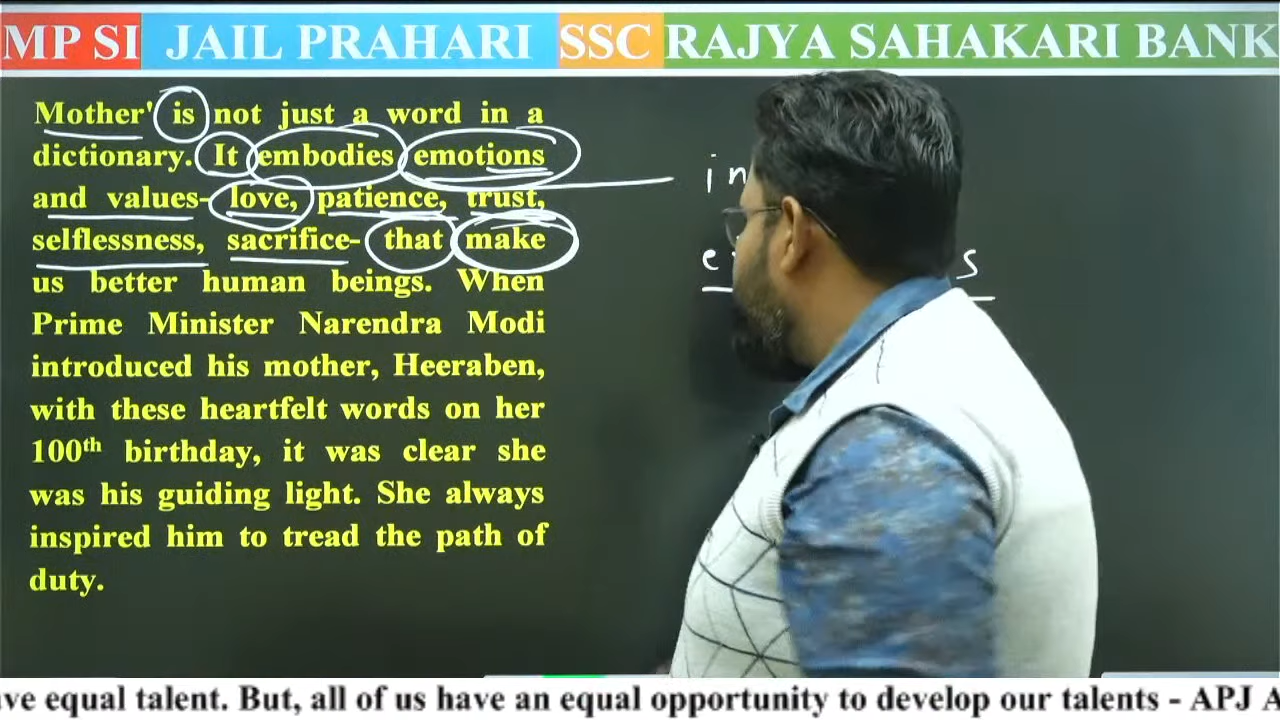 MP SI JAIL PRAHARI SSC RAJYA SAHAKARI BANK
Mother' is not just a word in a
dictionary. It embodies emotions
and values- love, patience, trust,
selflessness, sacrifice- that make
us better human beings. When
Prime Minister Narendra Modi
introduced his mother, Heeraben,
with these heartfelt words on her
100th birthday, it was clear she
was his guiding light. She always
inspired him to tread the path of
duty.
equal talent. But, all of us have an equal opportunity to develop our talents - APJ